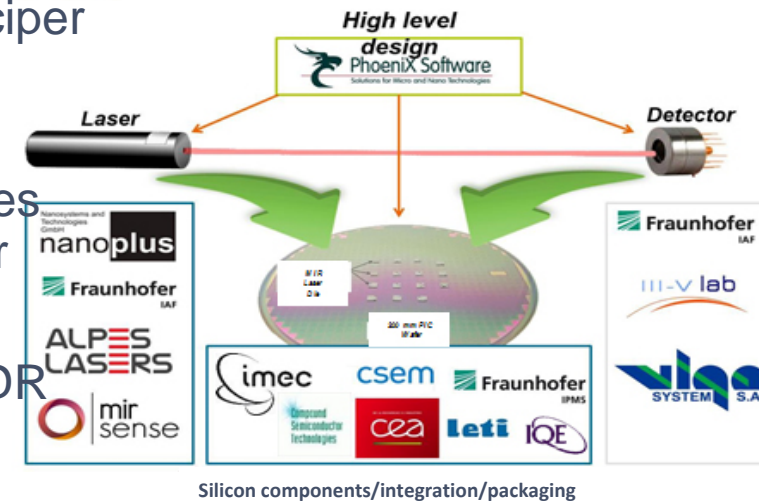 ciper
High level
design
PhoeniX Software
Solutions for Micro and Nano Technologies
Laser
Detector
es
r
OR
Nanosystems and
Technologies
GmbH
nanoplus
Fraunhofer
IAF
ALPES
LASERS
mir
sense
MIR
Laser
Die
200 mm PIC
Wafer
imec
csem
Fraunhofer
IPMS
Compound
Semiconductor
Technologies
cea
leti
IQE
Fraunhofer
IAF
III-V lab
vigo
SYSTEM S.A
Silicon components/integration/packaging